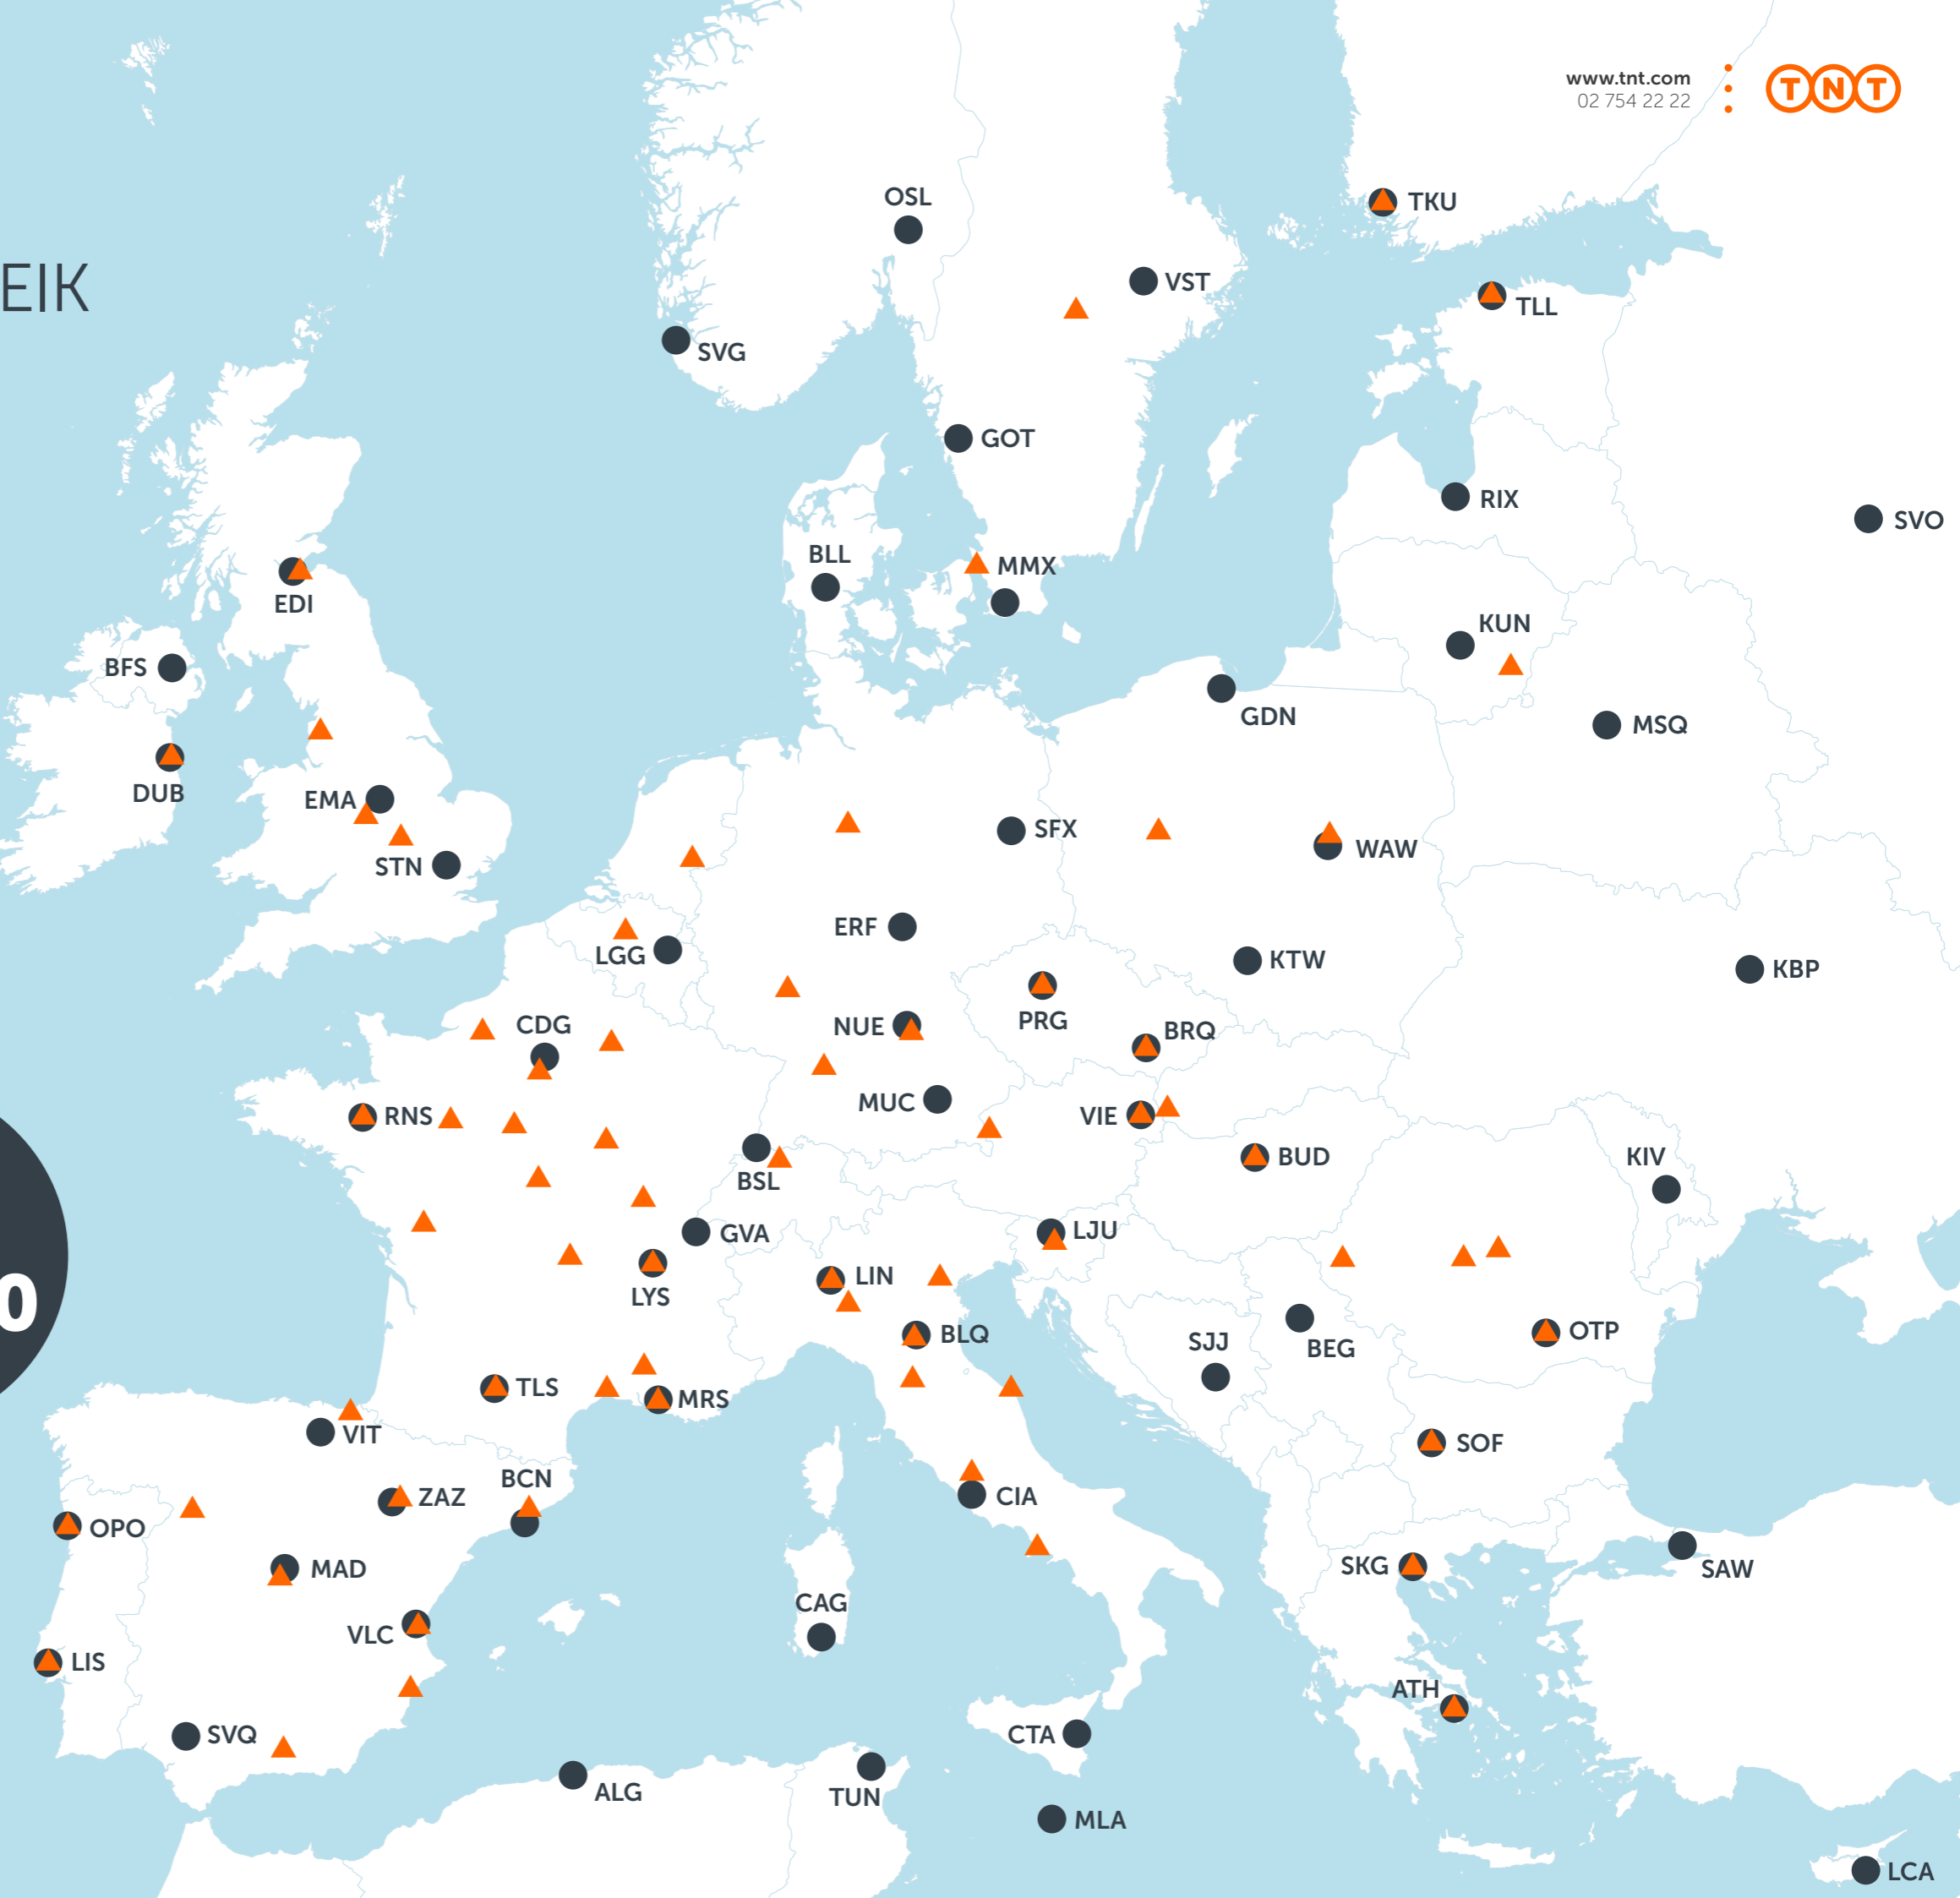 www.tnt.com
02 754 22 22
TNT
EIK
OSL
TKU
VST
TLL
SVG
GOT
RIX
SVO
BLL
MMX
EDI
KUN
BFS
GDN
MSQ
DUB
EMA
SFX
WAW
STN
ERF
LGG
KTW
KBP
PRG
CDG
NUE
BRQ
MUC
RNS
VIE
BSL
BUD
KIV
GVA
LJU
LIN
LYS
0
BLQ
SJJ
BEG
OTP
TLS
MRS
VIT
SOF
BCN
ZAZ
CIA
OPO
MAD
SKG
SAW
CAG
VLC
LIS
ATH
SVQ
CTA
ALG
TUN
MLA
LCA